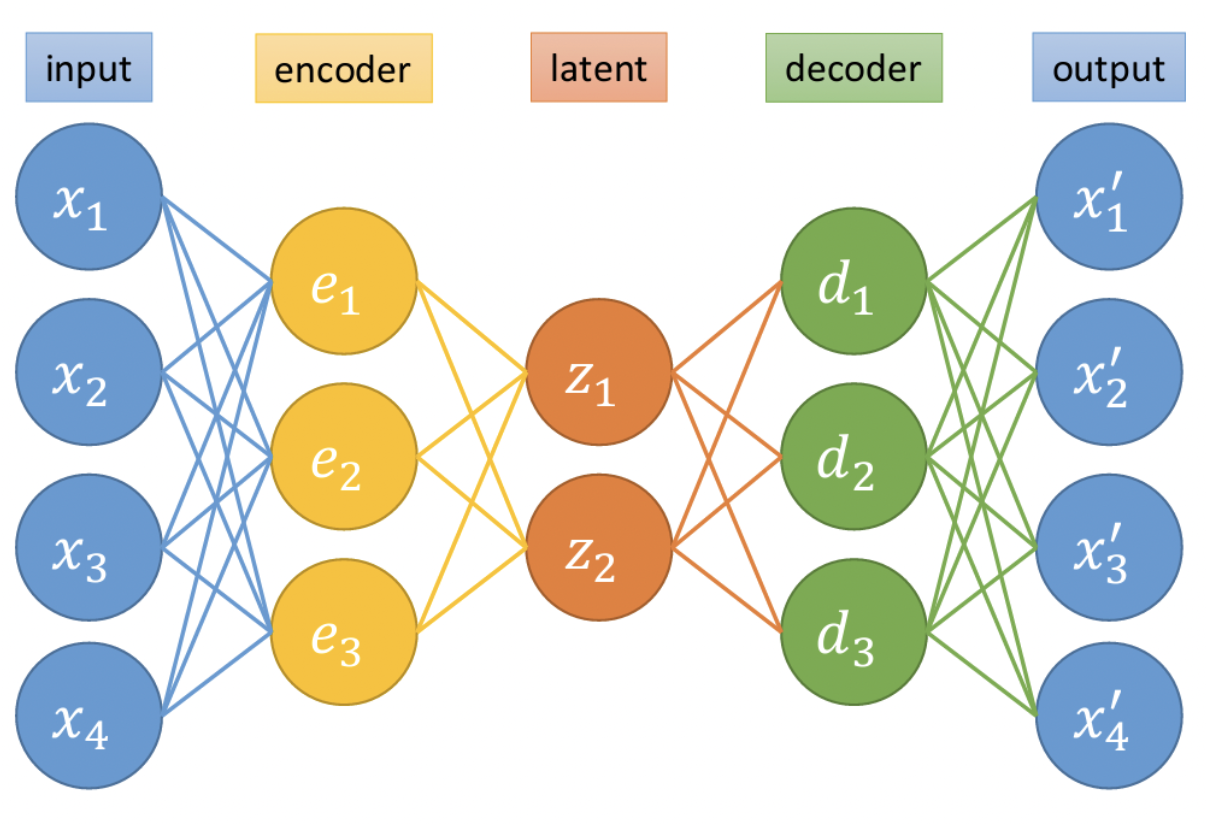 input encoder latent decoder output
x₁ x₁′
e₁ d₁
x₂ z₁ x₂′
e₂ d₂
x₃ z₂ x₃′
e₃ d₃
x₄ x₄′